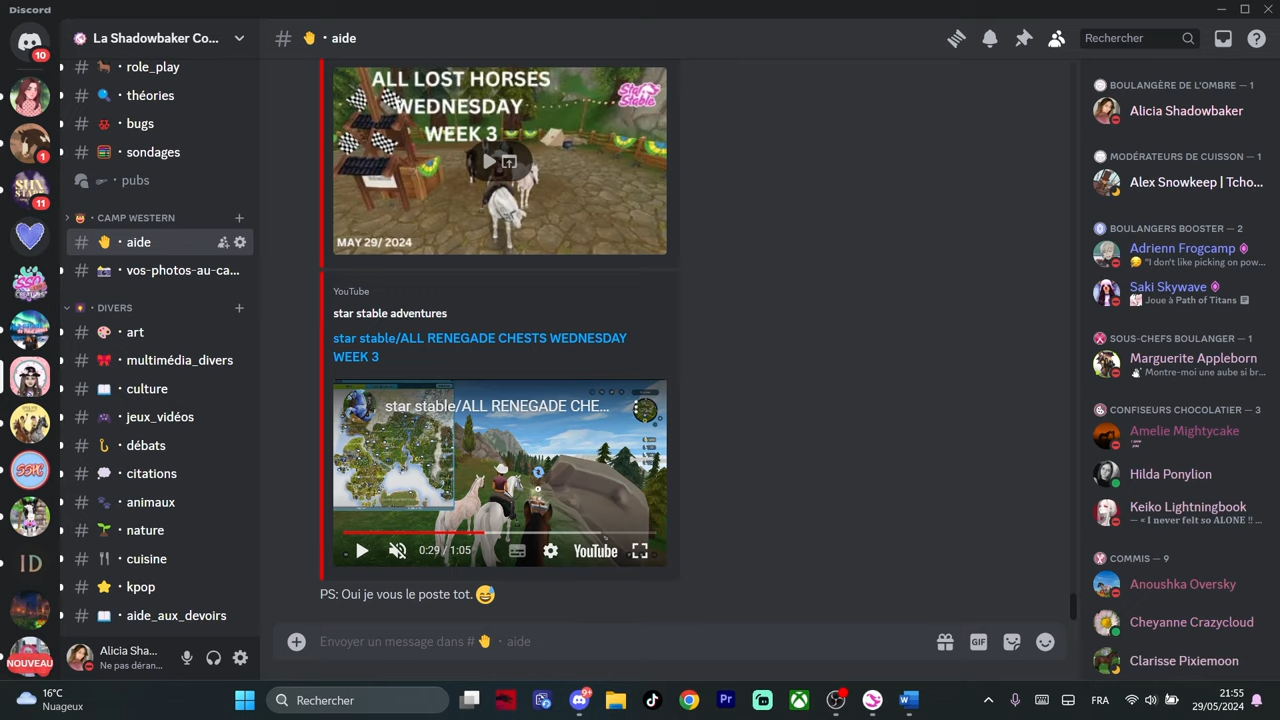 Discord
La Shadowbaker Co...
# 👋・aide
Rechercher
10
1
11
ID
NOUVEAU
role_play
théories
bugs
sondages
pubs
CAMP WESTERN
aide
vos-photos-au-ca...
DIVERS
art
multimédia_divers
culture
jeux_vidéos
débats
citations
animaux
nature
cuisine
kpop
aide_aux_devoirs
Alicia Sha...
Ne pas déran...
ALL LOST HORSES
WEDNESDAY
WEEK 3
Star Stable
MAY 29/ 2024
YouTube
star stable adventures
star stable/ALL RENEGADE CHESTS WEDNESDAY
WEEK 3
star stable/ALL RENEGADE CHE...
0:29 / 1:05
YouTube
PS: Oui je vous le poste tot. 😅
Envoyer un message dans # 👋・aide
GIF
BOULANGÈRE DE L'OMBRE — 1
Alicia Shadowbaker
MODÉRATEURS DE CUISSON — 1
Alex Snowkeep | Tcho...
BOULANGERS BOOSTER — 2
Adrienn Frogcamp
"I don't like picking on pow...
Saki Skywave
Joue à Path of Titans
SOUS-CHEFS BOULANGER — 1
Marguerite Appleborn
Montre-moi une aube si br...
CONFISEURS CHOCOLATIER — 3
Amelie Mightycake
Hilda Ponylion
Keiko Lightningbook
— « I never felt so ALONE !! ...
COMMIS — 9
Anoushka Oversky
Cheyanne Crazycloud
Clarisse Pixiemoon
16°C
Nuageux
Rechercher
Pr
FRA
21:55
29/05/2024